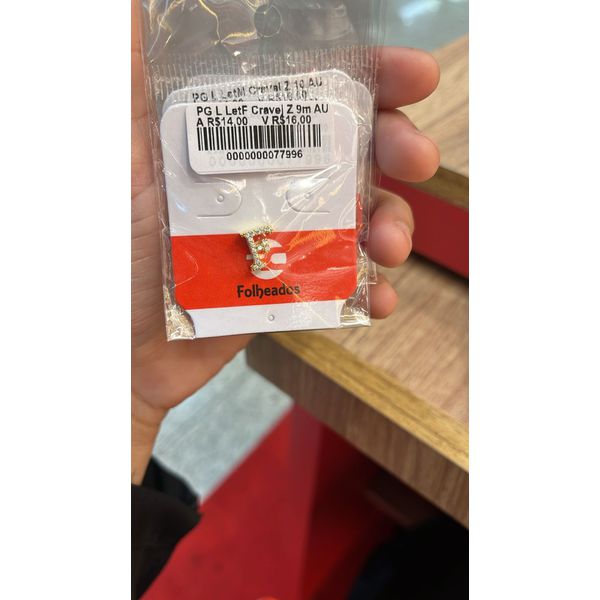 PG L LetM Cravej Z 10 AU
PG L LetF Cravej Z 9m AU
A R$14,00 V R$16,00
0000000077996
F
Folheados